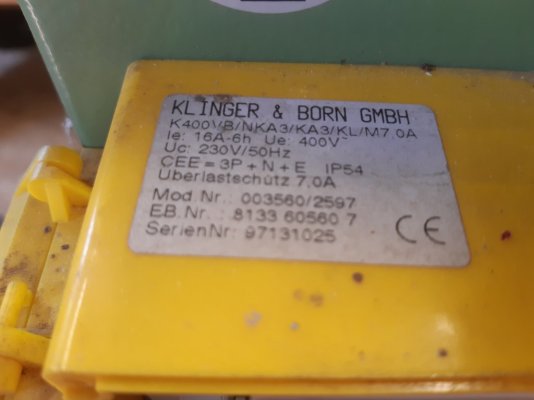 KLINGER & BORN GMBH
K400V/B/NKA3/KA3/KL/M7.0A
Ie: 16A-6h Ue: 400V~
Uc: 230V/50Hz
CEE = 3P + N + E IP54
Überlastschütz 7.0A
Mod.Nr.: 003560/2597
EB.Nr.: 8133 60560 7
SerienNr: 97131025
CE